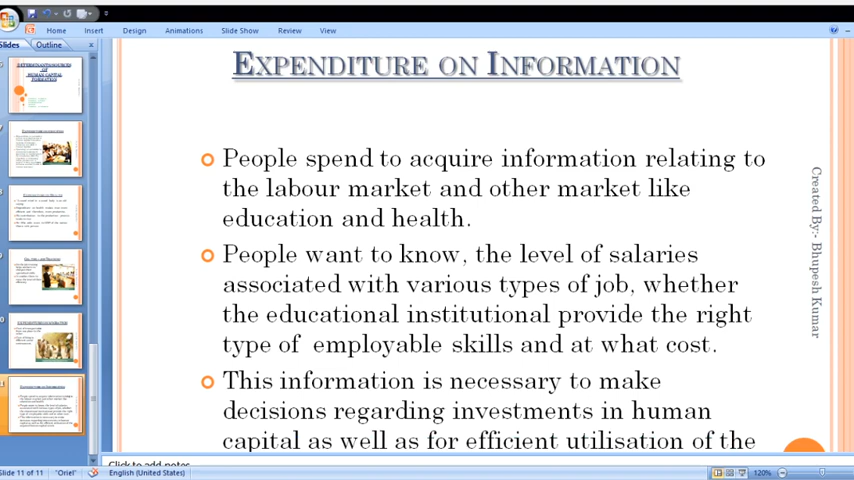 Home Insert Design Animations Slide Show Review View
Slides Outline
EXPENDITURE ON INFORMATION
People spend to acquire information relating to
the labour market and other market like
education and health.
People want to know, the level of salaries
associated with various types of job, whether
the educational institutional provide the right
type of employable skills and at what cost.
This information is necessary to make
decisions regarding investments in human
capital as well as for efficient utilisation of the
Created By:- Bhupesh Kumar
Click to add notes
Slide 11 of 11 "Oriel" English (United States) 120%